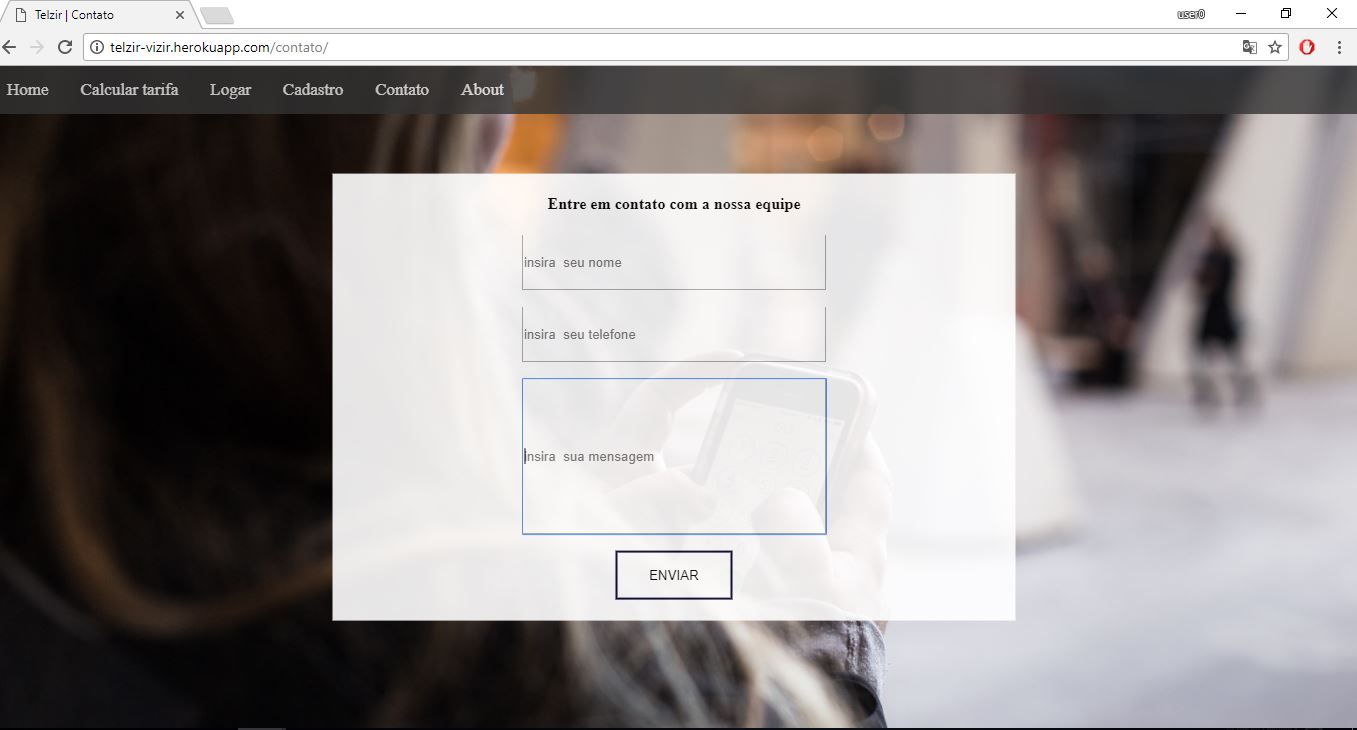 Telzir | Contato
user0
telzir-vizir.herokuapp.com/contato/
Home Calcular tarifa Logar Cadastro Contato About
Entre em contato com a nossa equipe
insira seu nome
insira seu telefone
insira sua mensagem
ENVIAR